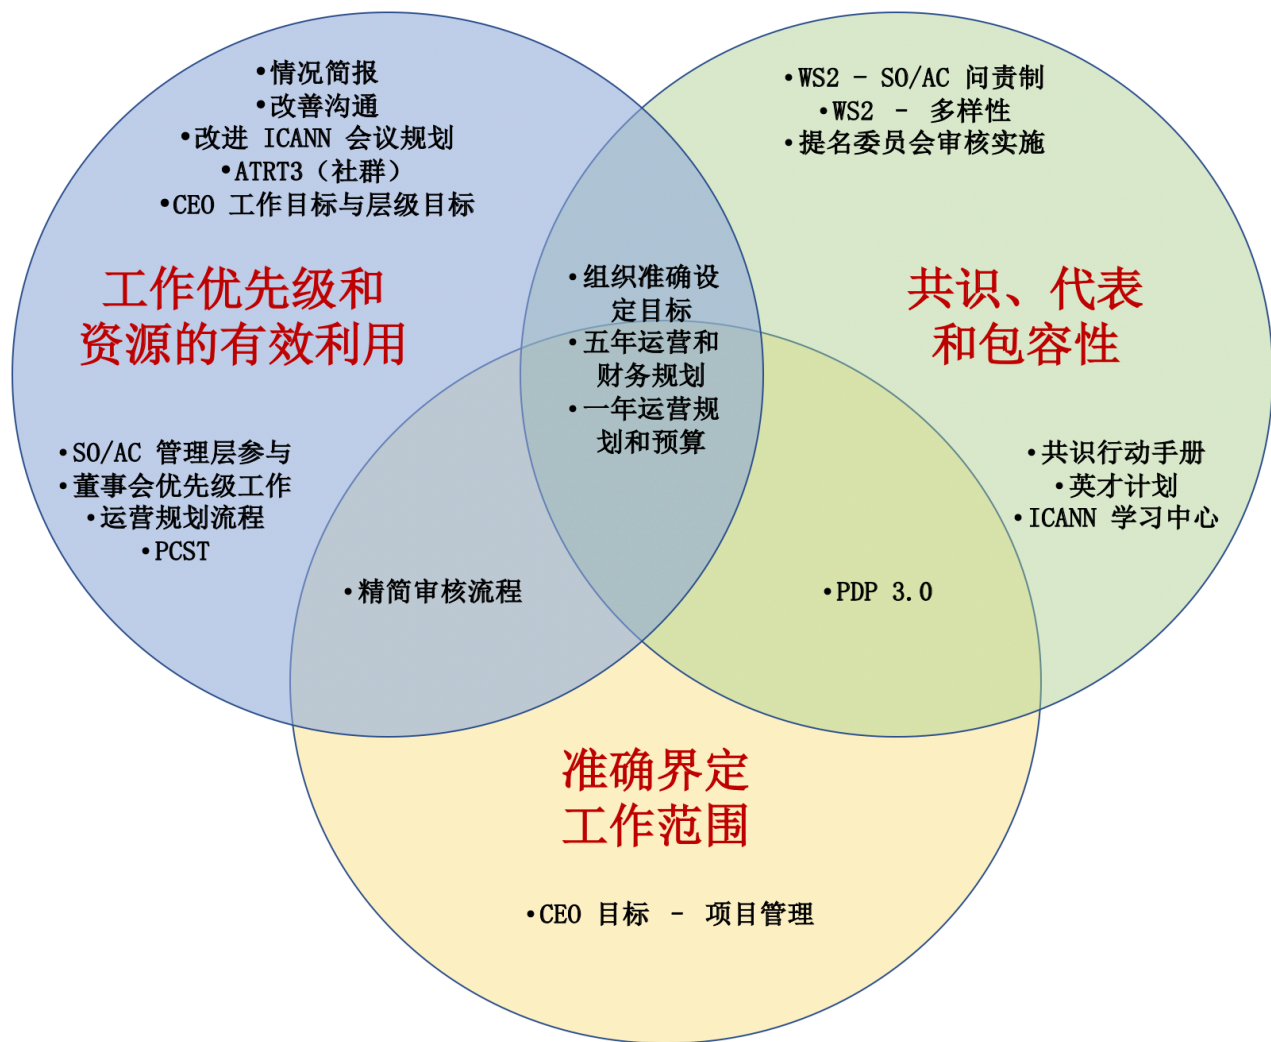 •情况简报
•改善沟通
•改进 ICANN 会议规划
•ATRT3（社群）
•CEO 工作目标与层级目标
工作优先级和
资源的有效利用
•SO/AC 管理层参与
•董事会优先级工作
•运营规划流程
•PCST
•WS2 – SO/AC 问责制
•WS2 – 多样性
•提名委员会审核实施
共识、代表
和包容性
•共识行动手册
•英才计划
•ICANN 学习中心
•组织准确设
定目标
•五年运营和
财务规划
•一年运营规
划和预算
•精简审核流程
•PDP 3.0
准确界定
工作范围
•CEO 目标 – 项目管理